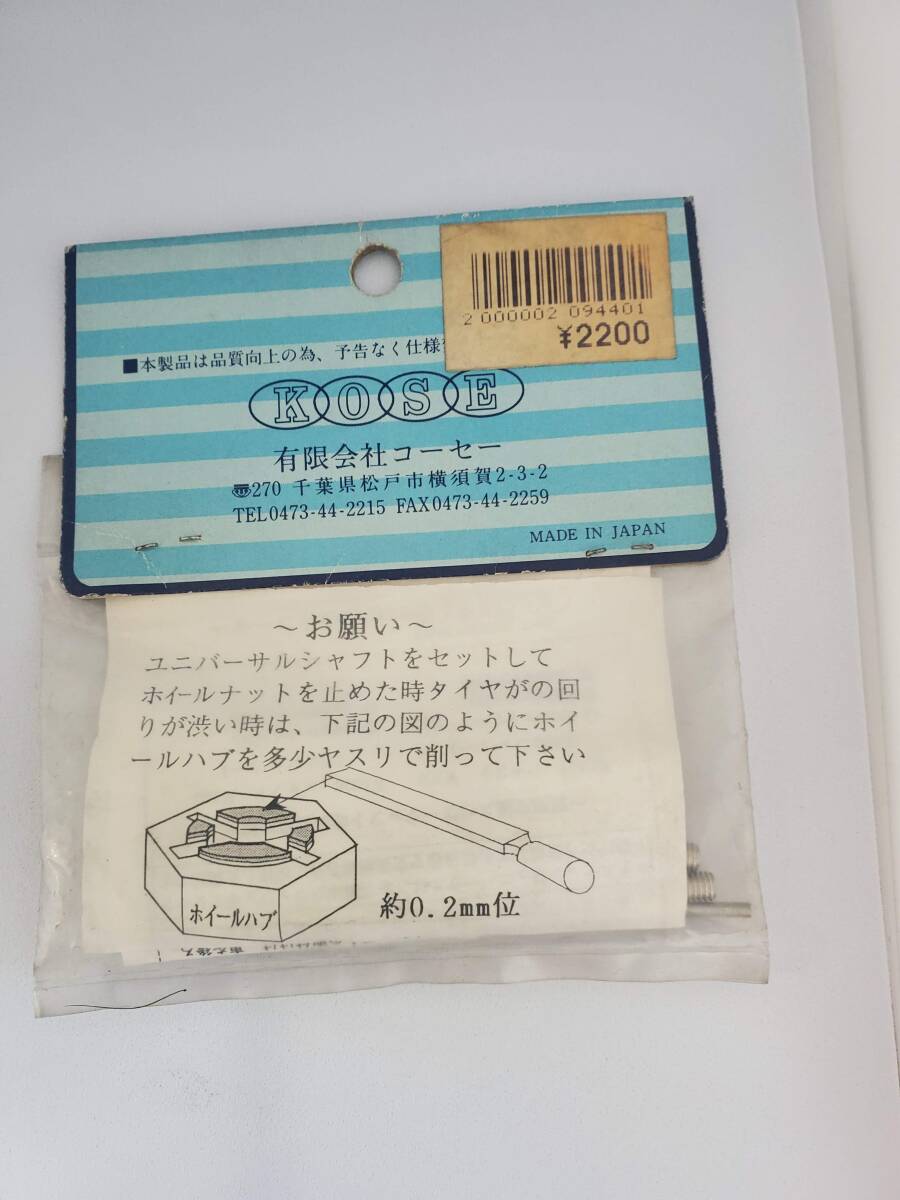 2 000002 094401
¥2200
■本製品は品質向上の為、予告なく仕様
KOSE
有限会社コーセー
〠270 千葉県松戸市横須賀2-3-2
TEL0473-44-2215 FAX0473-44-2259
MADE IN JAPAN
～お願い～
ユニバーサルシャフトをセットして
ホイールナットを止めた時タイヤがの回
りが渋い時は、下記の図のようにホイ
ールハブを多少ヤスリで削って下さい
ホイールハブ
約0.2mm位